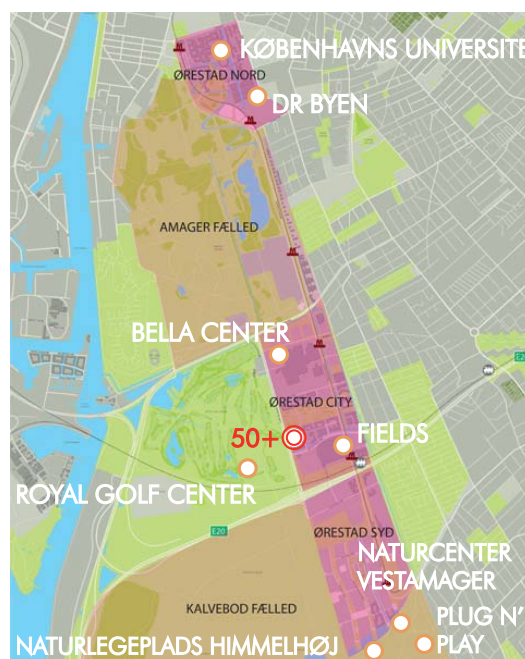 KØBENHAVNS UNIVERSITE
ØRESTAD NORD
DR BYEN
AMAGER FÆLLED
BELLA CENTER
ØRESTAD CITY
50+
FIELDS
ROYAL GOLF CENTER
E20
ØRESTAD SYD
NATURCENTER
VESTAMAGER
KALVEBOD FÆLLED
PLUG N'
PLAY
NATURLEGEPLADS HIMMELHØJ